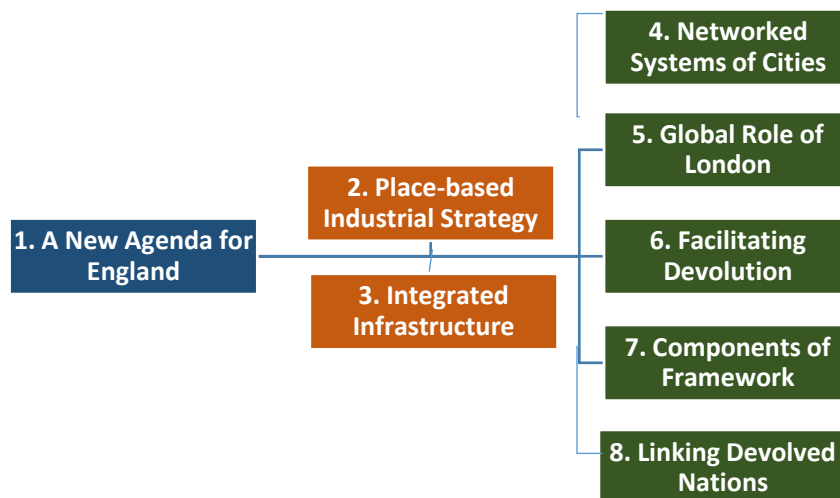 1. A New Agenda for
England
2. Place-based
Industrial Strategy
3. Integrated
Infrastructure
4. Networked
Systems of Cities
5. Global Role of
London
6. Facilitating
Devolution
7. Components of
Framework
8. Linking Devolved
Nations